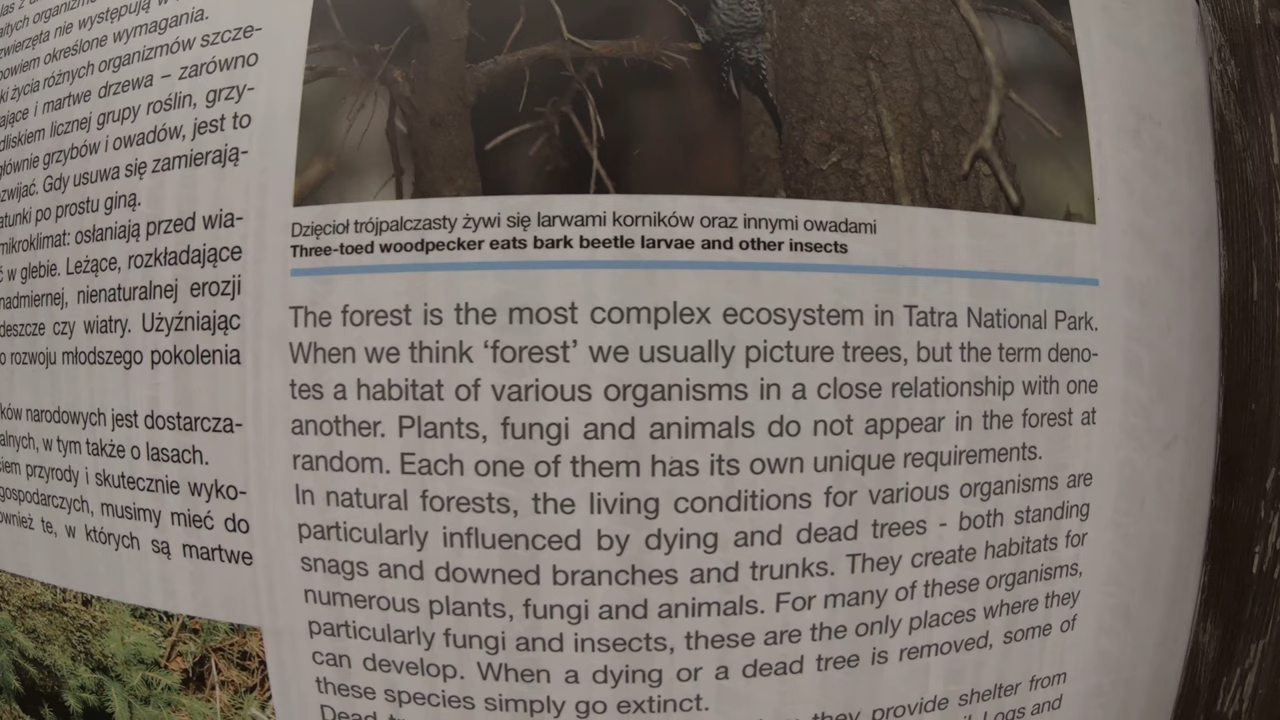 zwierzęta nie występują w
bowiem określone wymagania.
ki życia różnych organizmów szcze-
ające i martwe drzewa – zarówno
dliskiem licznej grupy roślin, grzy-
głównie grzybów i owadów, jest to
zwijać. Gdy usuwa się zamierają-
atunki po prostu giną.
mikroklimat: osłaniają przed wia-
ć w glebie. Leżące, rozkładające
nadmiernej, nienaturalnej erozji
deszcze czy wiatry. Użyźniając
o rozwoju młodszego pokolenia
ków narodowych jest dostarcza-
alnych, w tym także o lasach.
iem przyrody i skutecznie wyko-
gospodarczych, musimy mieć do
ównież te, w których są martwe
Dzięcioł trójpalczasty żywi się larwami korników oraz innymi owadami
Three-toed woodpecker eats bark beetle larvae and other insects
The forest is the most complex ecosystem in Tatra National Park.
When we think ‘forest’ we usually picture trees, but the term deno-
tes a habitat of various organisms in a close relationship with one
another. Plants, fungi and animals do not appear in the forest at
random. Each one of them has its own unique requirements.
In natural forests, the living conditions for various organisms are
particularly influenced by dying and dead trees - both standing
snags and downed branches and trunks. They create habitats for
numerous plants, fungi and animals. For many of these organisms,
particularly fungi and insects, these are the only places where they
can develop. When a dying or a dead tree is removed, some of
these species simply go extinct.
Dead they provide shelter from
Logs and